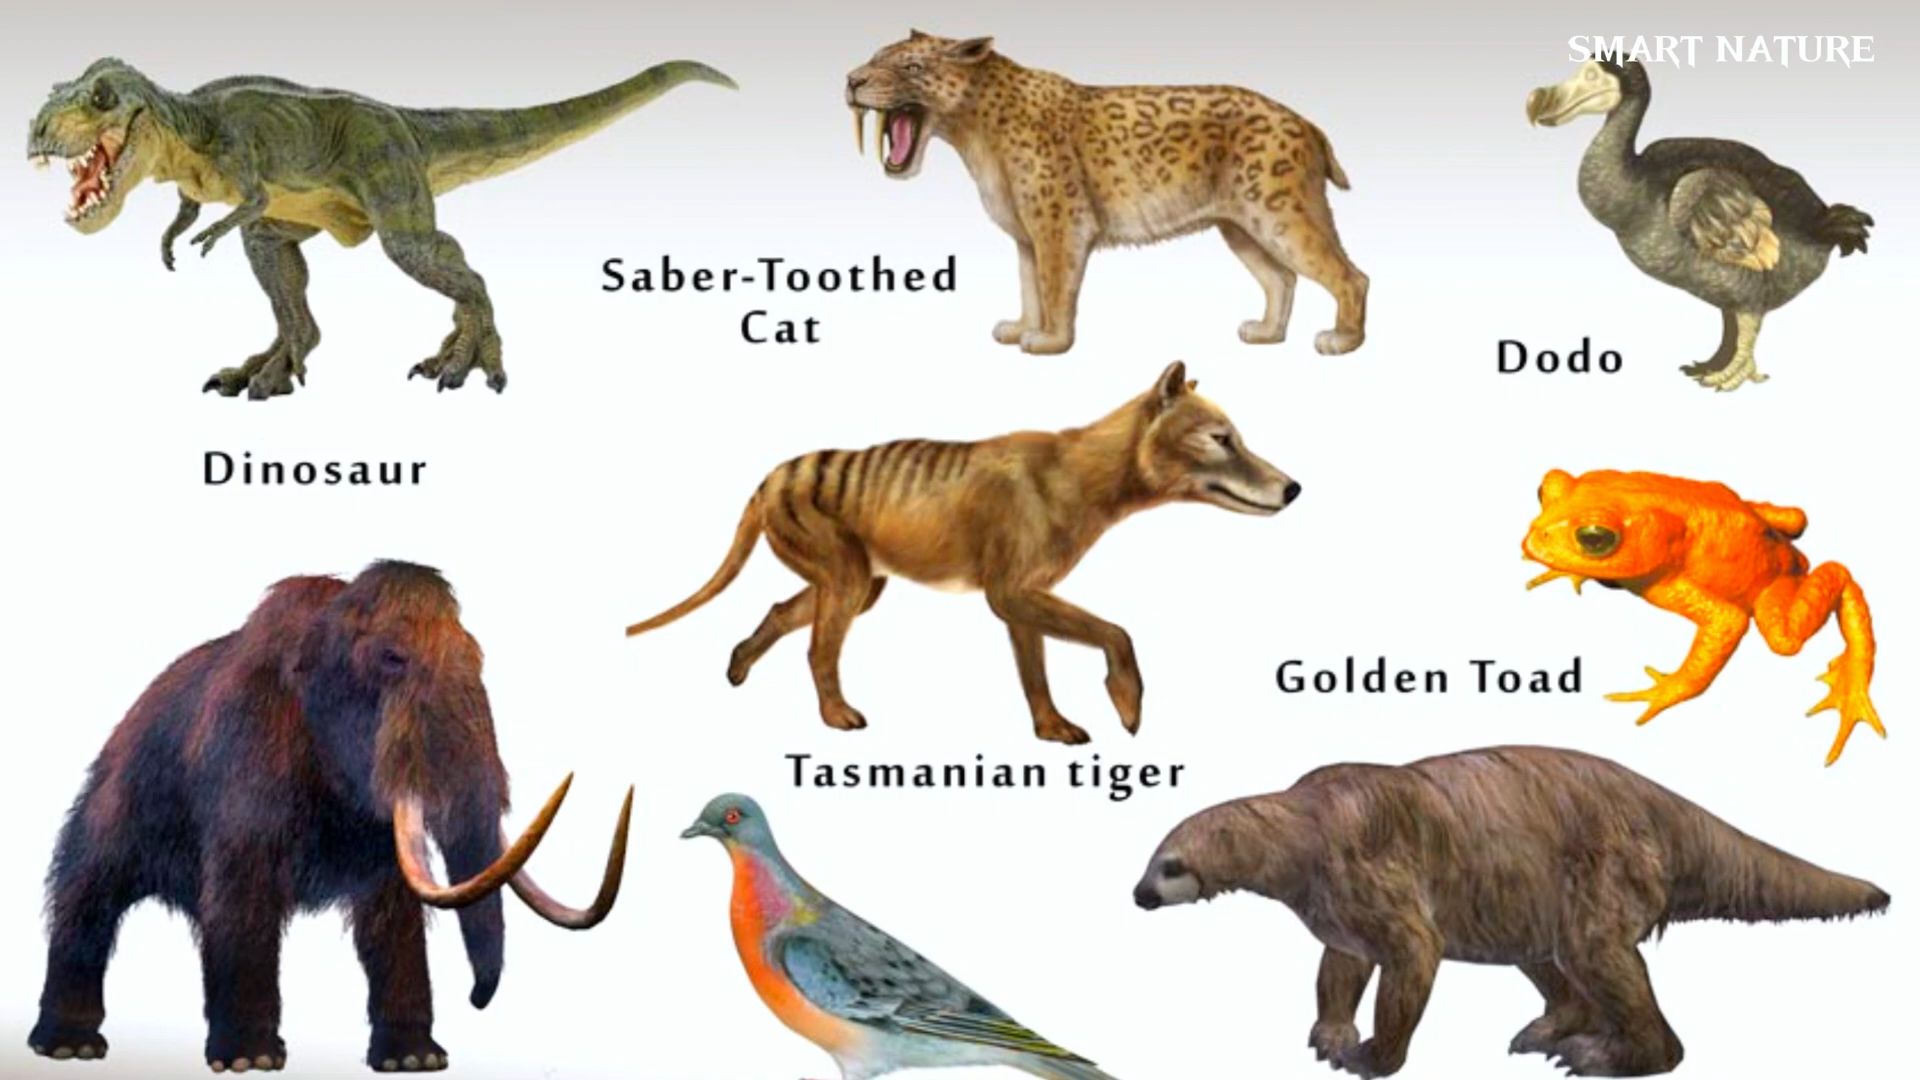 SMART NATURE
Saber-Toothed
Cat
Dodo
Dinosaur
Golden Toad
Tasmanian tiger